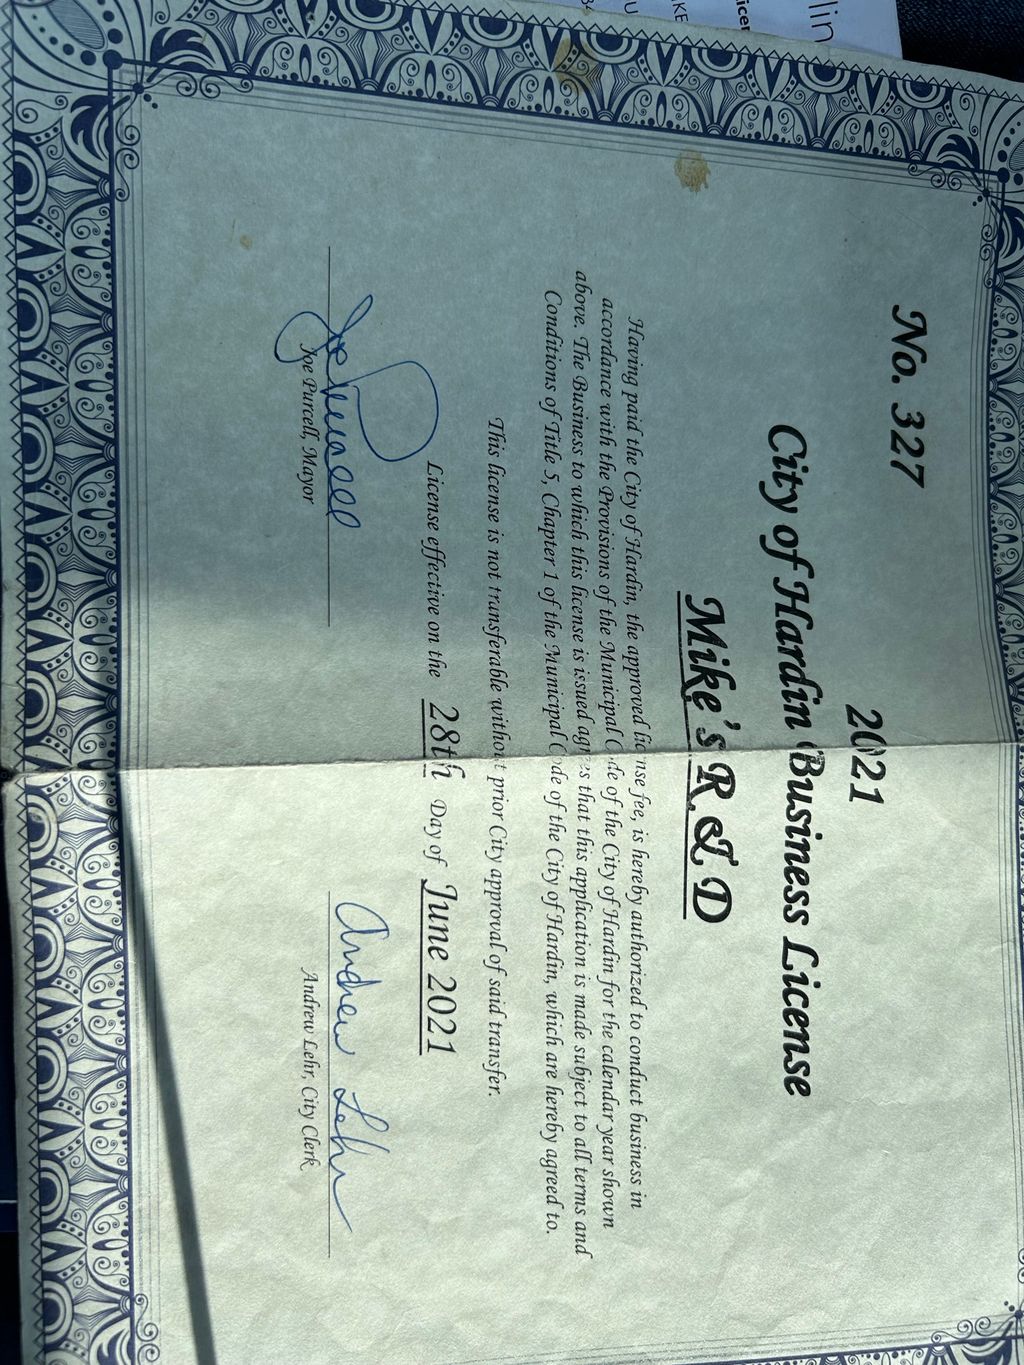 No. 327
2021
City of Hardin Business License
Mike's R & D
Having paid the City of Hardin, the approved license fee, is hereby authorized to conduct business in
accordance with the Provisions of the Municipal Code of the City of Hardin for the calendar year shown
above. The Business to which this license is issued agrees that this application is made subject to all terms and
Conditions of Title 5, Chapter 1 of the Municipal Code of the City of Hardin, which are hereby agreed to.
This license is not transferable without prior City approval of said transfer.
License effective on the 28th Day of June 2021
Joe Purcell Andrew Lehr
Joe Purcell, Mayor Andrew Lehr, City Clerk